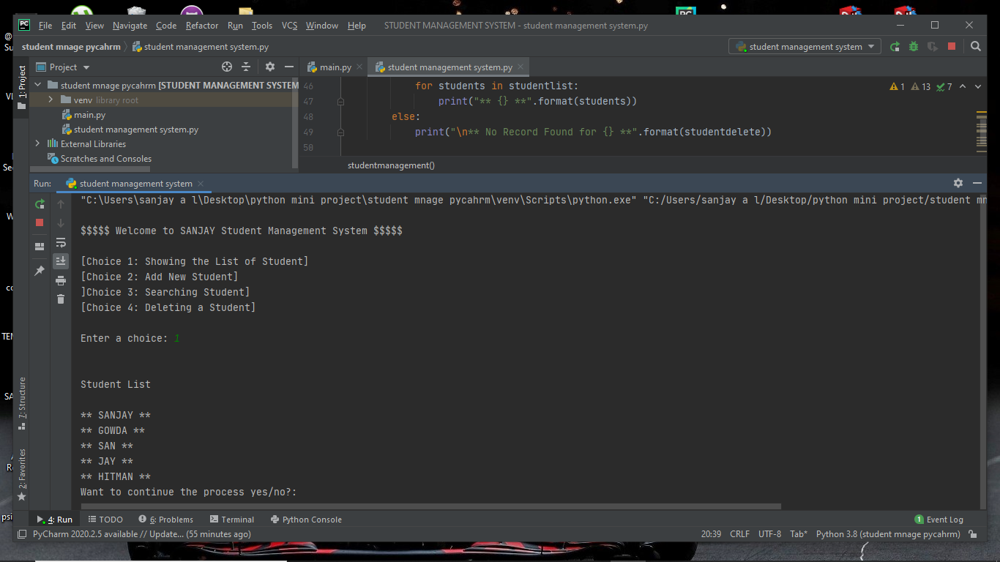 File Edit View Navigate Code Refactor Run Tools VCS Window Help STUDENT MANAGEMENT SYSTEM - student management system.py
student mnage pycahrm student management system.py student management system
1: Project
Project
main.py student management system.py
student mnage pycahrm [STUDENT MANAGEMENT SYSTEM
venv library root
main.py
student management system.py
External Libraries
Scratches and Consoles
46 for students in studentlist:
47 print("** {} **".format(students))
48 else:
49 print("\n** No Record Found for {} **".format(studentdelete))
50
1 13 7
studentmanagement()
Run: student management system
"C:\Users\sanjay a l\Desktop\python mini project\student mnage pycahrm\venv\Scripts\python.exe" "C:/Users/sanjay a l/Desktop/python mini project/student mn
$$$$$ Welcome to SANJAY Student Management System $$$$$
[Choice 1: Showing the List of Student]
[Choice 2: Add New Student]
]Choice 3: Searching Student]
[Choice 4: Deleting a Student]
Enter a choice: 1
Student List
** SANJAY **
** GOWDA **
** SAN **
** JAY **
** HITMAN **
Want to continue the process yes/no?:
7: Structure
2: Favorites
4: Run TODO 6: Problems Terminal Python Console 1 Event Log
PyCharm 2020.2.5 available // Update... (55 minutes ago) 20:39 CRLF UTF-8 Tab* Python 3.8 (student mnage pycahrm)